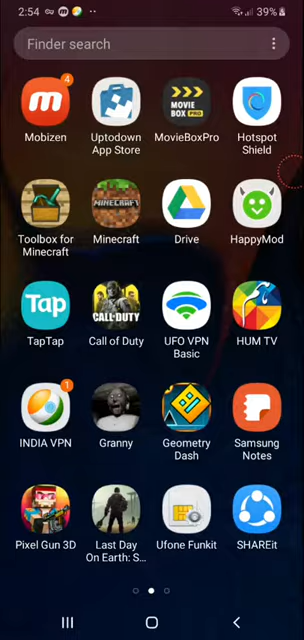 2:54
39%
Finder search
4
MOVIE
BOX PRO
Mobizen
Uptodown
App Store
MovieBoxPro
Hotspot
Shield
MINECRAFT
Toolbox for
Minecraft
Minecraft
Drive
HappyMod
Tap
CALL OF DUTY
TapTap
Call of Duty
UFO VPN
Basic
HUM TV
1
INDIA VPN
Granny
Geometry
Dash
Samsung
Notes
Pixel Gun 3D
Last Day
On Earth: S...
Ufone Funkit
SHAREit